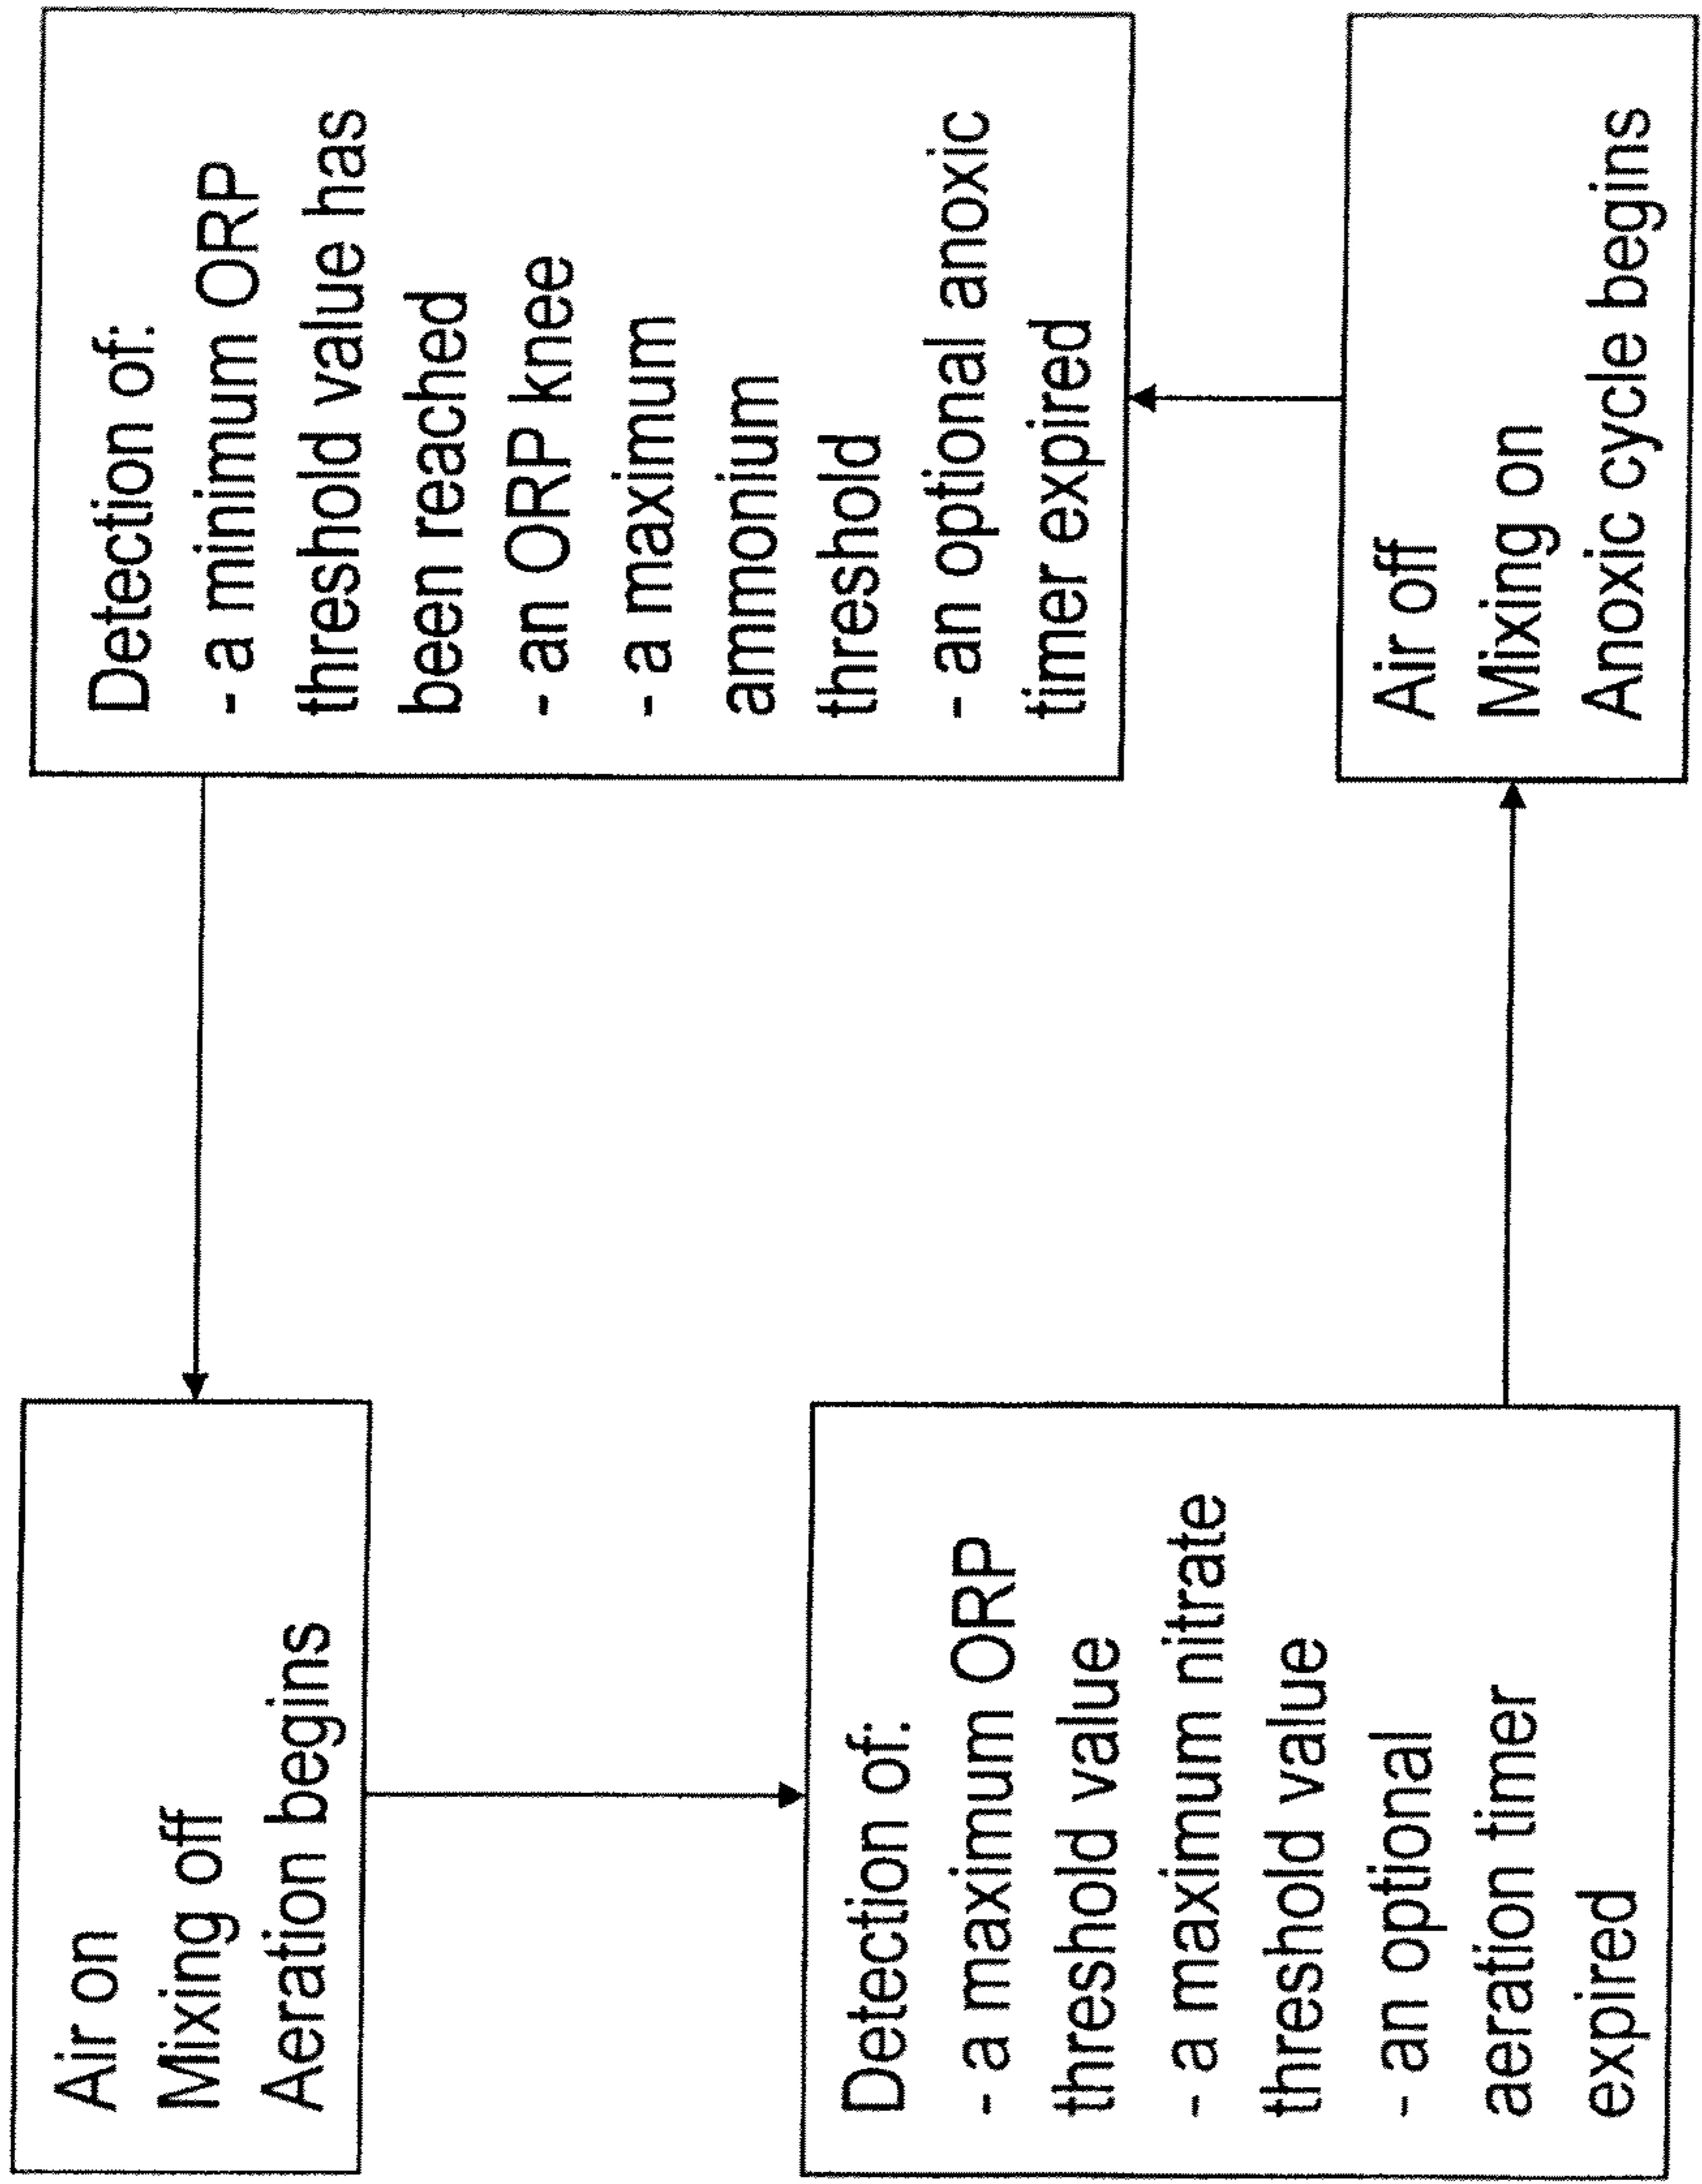 Air on
Mixing off
Aeration begins
Detection of:
- a maximum ORP
threshold value
- a maximum nitrate
threshold value
- an optional
aeration timer
expired
Air off
Mixing on
Anoxic cycle begins
Detection of:
- a minimum ORP
threshold value has
been reached
- an ORP knee
- a maximum
ammonium
threshold
- an optional anoxic
timer expired